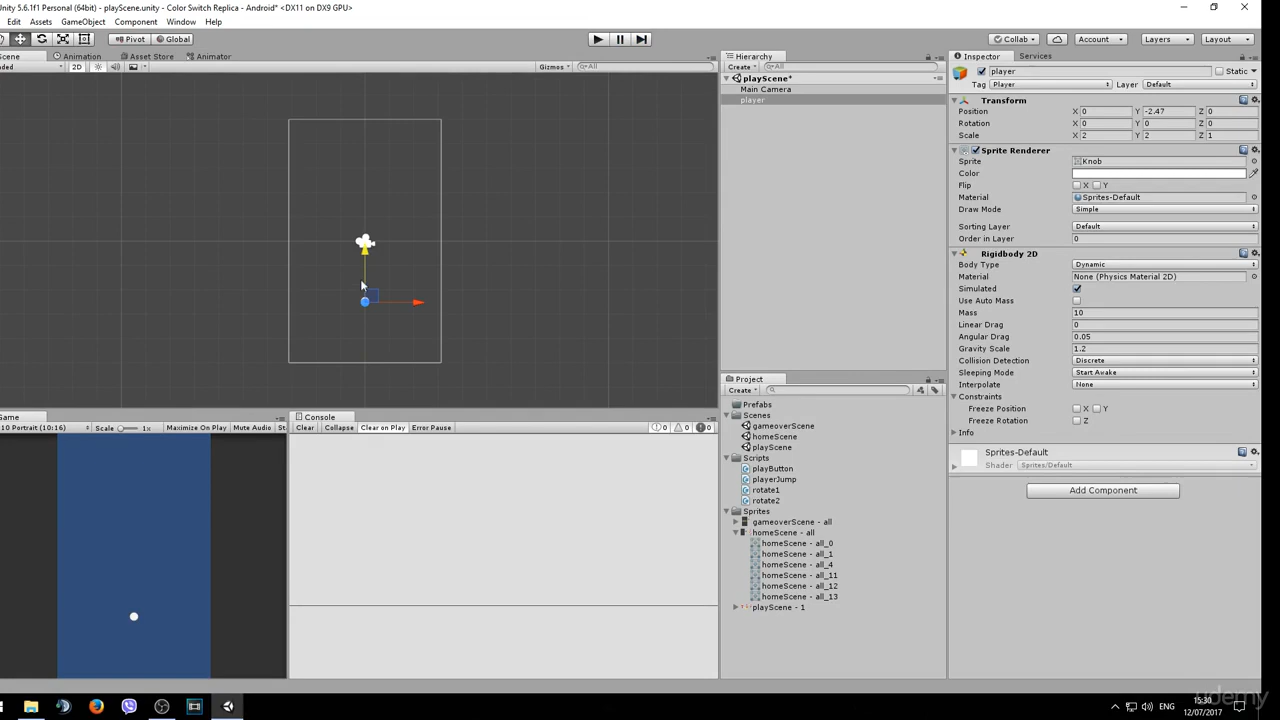 Unity 5.6.1f1 Personal (64bit) - playScene.unity - Color Switch Replica - Android* <DX11 on DX9 GPU>
Edit Assets GameObject Component Window Help
Pivot Global Collab Account Layers Layout
Scene Animation Asset Store Animator
2D Gizmos All
Hierarchy
Create All
playScene*
Main Camera
player
Inspector Services
player Static
Tag Player Layer Default
Transform
Position X 0 Y -2.47 Z 0
Rotation X 0 Y 0 Z 0
Scale X 2 Y 2 Z 1
Sprite Renderer
Sprite Knob
Color
Flip X Y
Material Sprites-Default
Draw Mode Simple
Sorting Layer Default
Order in Layer 0
Rigidbody 2D
Body Type Dynamic
Material None (Physics Material 2D)
Simulated
Use Auto Mass
Mass 10
Linear Drag 0
Angular Drag 0.05
Gravity Scale 1.2
Collision Detection Discrete
Sleeping Mode Start Awake
Interpolate None
Constraints
Freeze Position X Y
Freeze Rotation Z
Info
Sprites-Default
Shader Sprites/Default
Add Component
Project
Create
Prefabs
Scenes
gameoverScene
homeScene
playScene
Scripts
playButton
playerJump
rotate1
rotate2
Sprites
gameoverScene - all
homeScene - all
homeScene - all_0
homeScene - all_1
homeScene - all_4
homeScene - all_11
homeScene - all_12
homeScene - all_13
playScene - 1
Game
10 Portrait (10:16) Scale 1x Maximize On Play Mute Audio St
Console
Clear Collapse Clear on Play Error Pause 0 0 0
udemy
ENG 15:30
12/07/2017